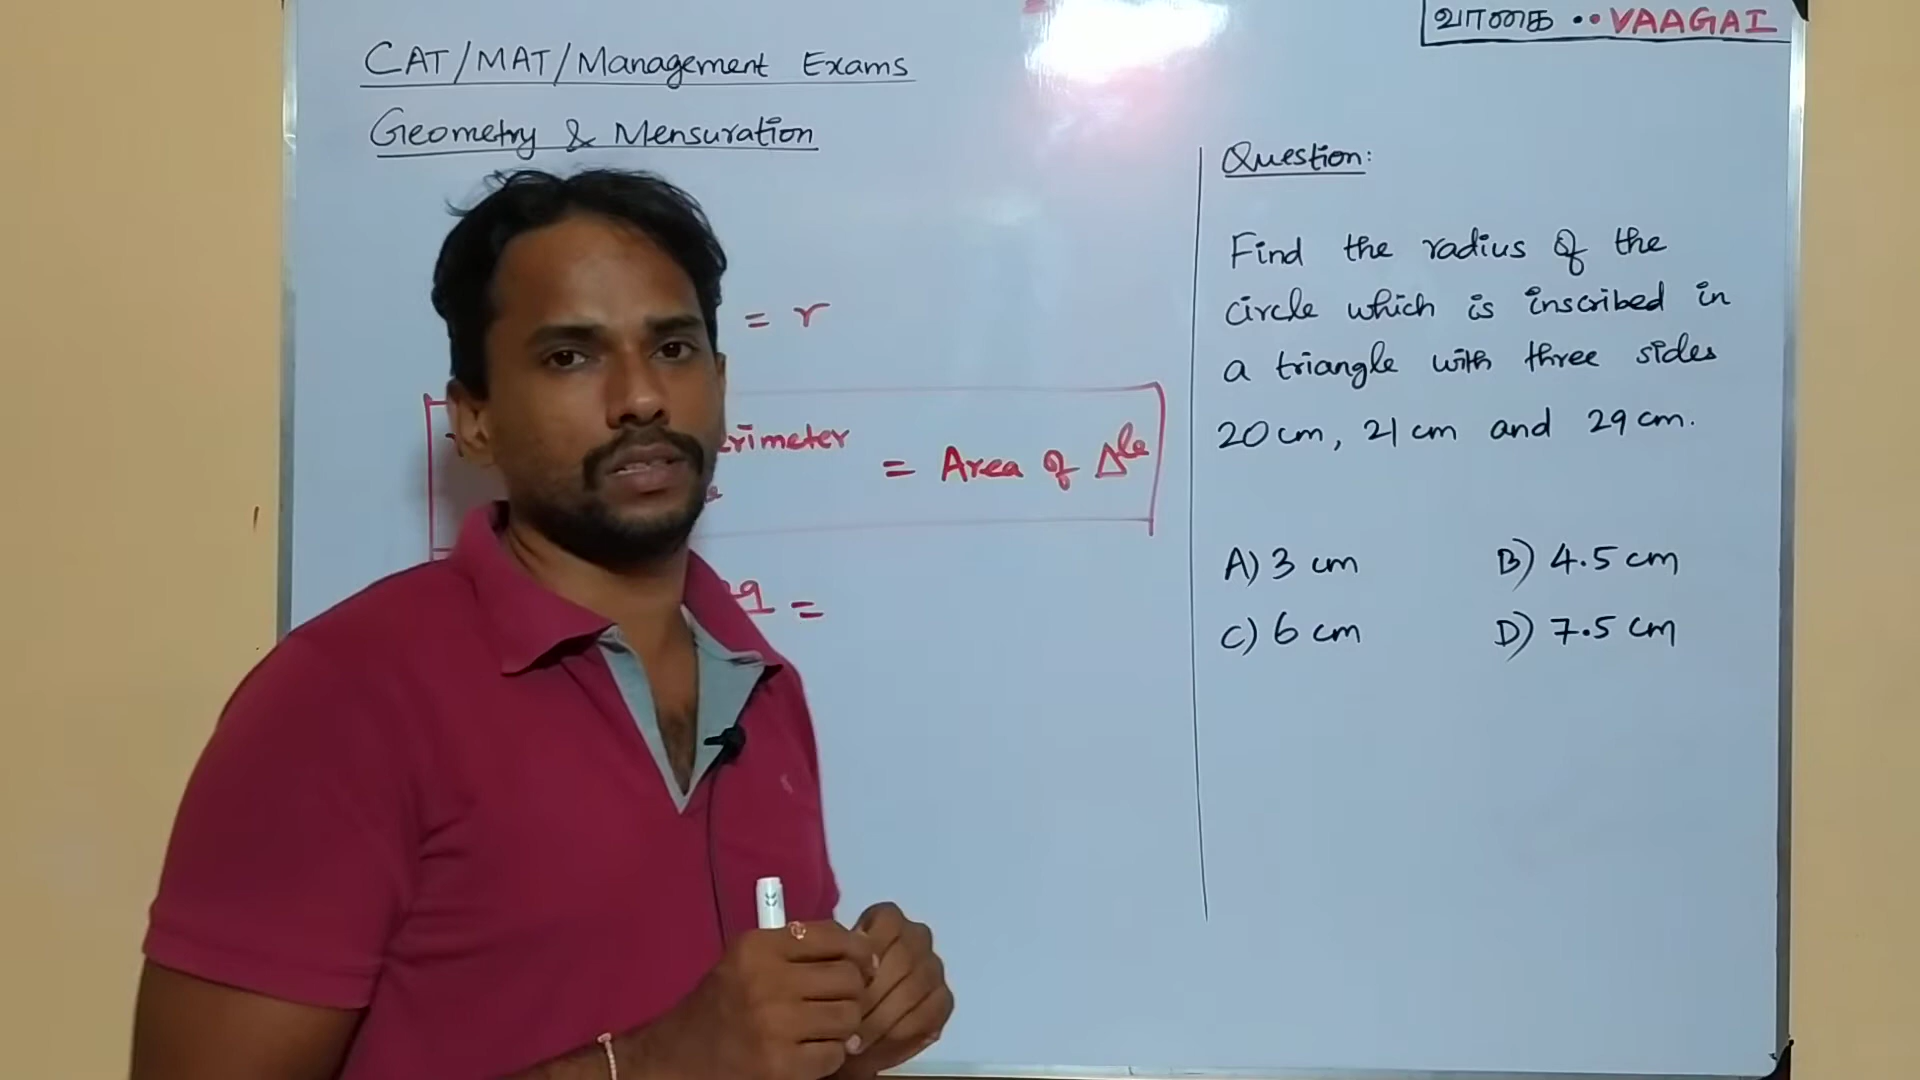 வாகை •• VAAGAI
CAT/MAT/Management Exams
Geometry & Mensuration
= r
= Area of Δle
=
Question:
Find the radius of the
circle which is inscribed in
a triangle with three sides
20 cm, 21 cm and 29 cm.
A) 3 cm B) 4.5 cm
C) 6 cm D) 7.5 cm